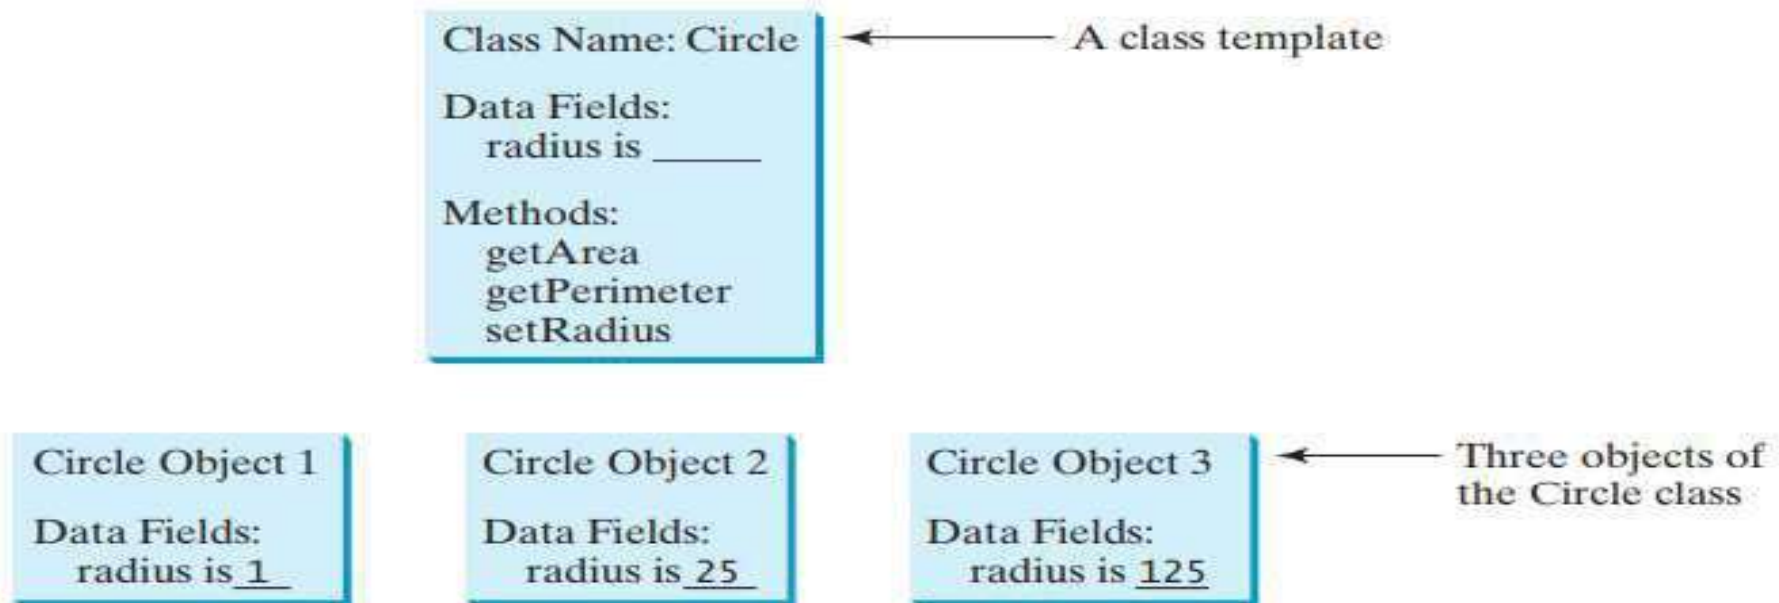 Class Name: Circle
A class template
Data Fields:
radius is _____
Methods:
getArea
getPerimeter
setRadius
Circle Object 1
Data Fields:
radius is 1
Circle Object 2
Data Fields:
radius is 25
Circle Object 3
Data Fields:
radius is 125
Three objects of
the Circle class